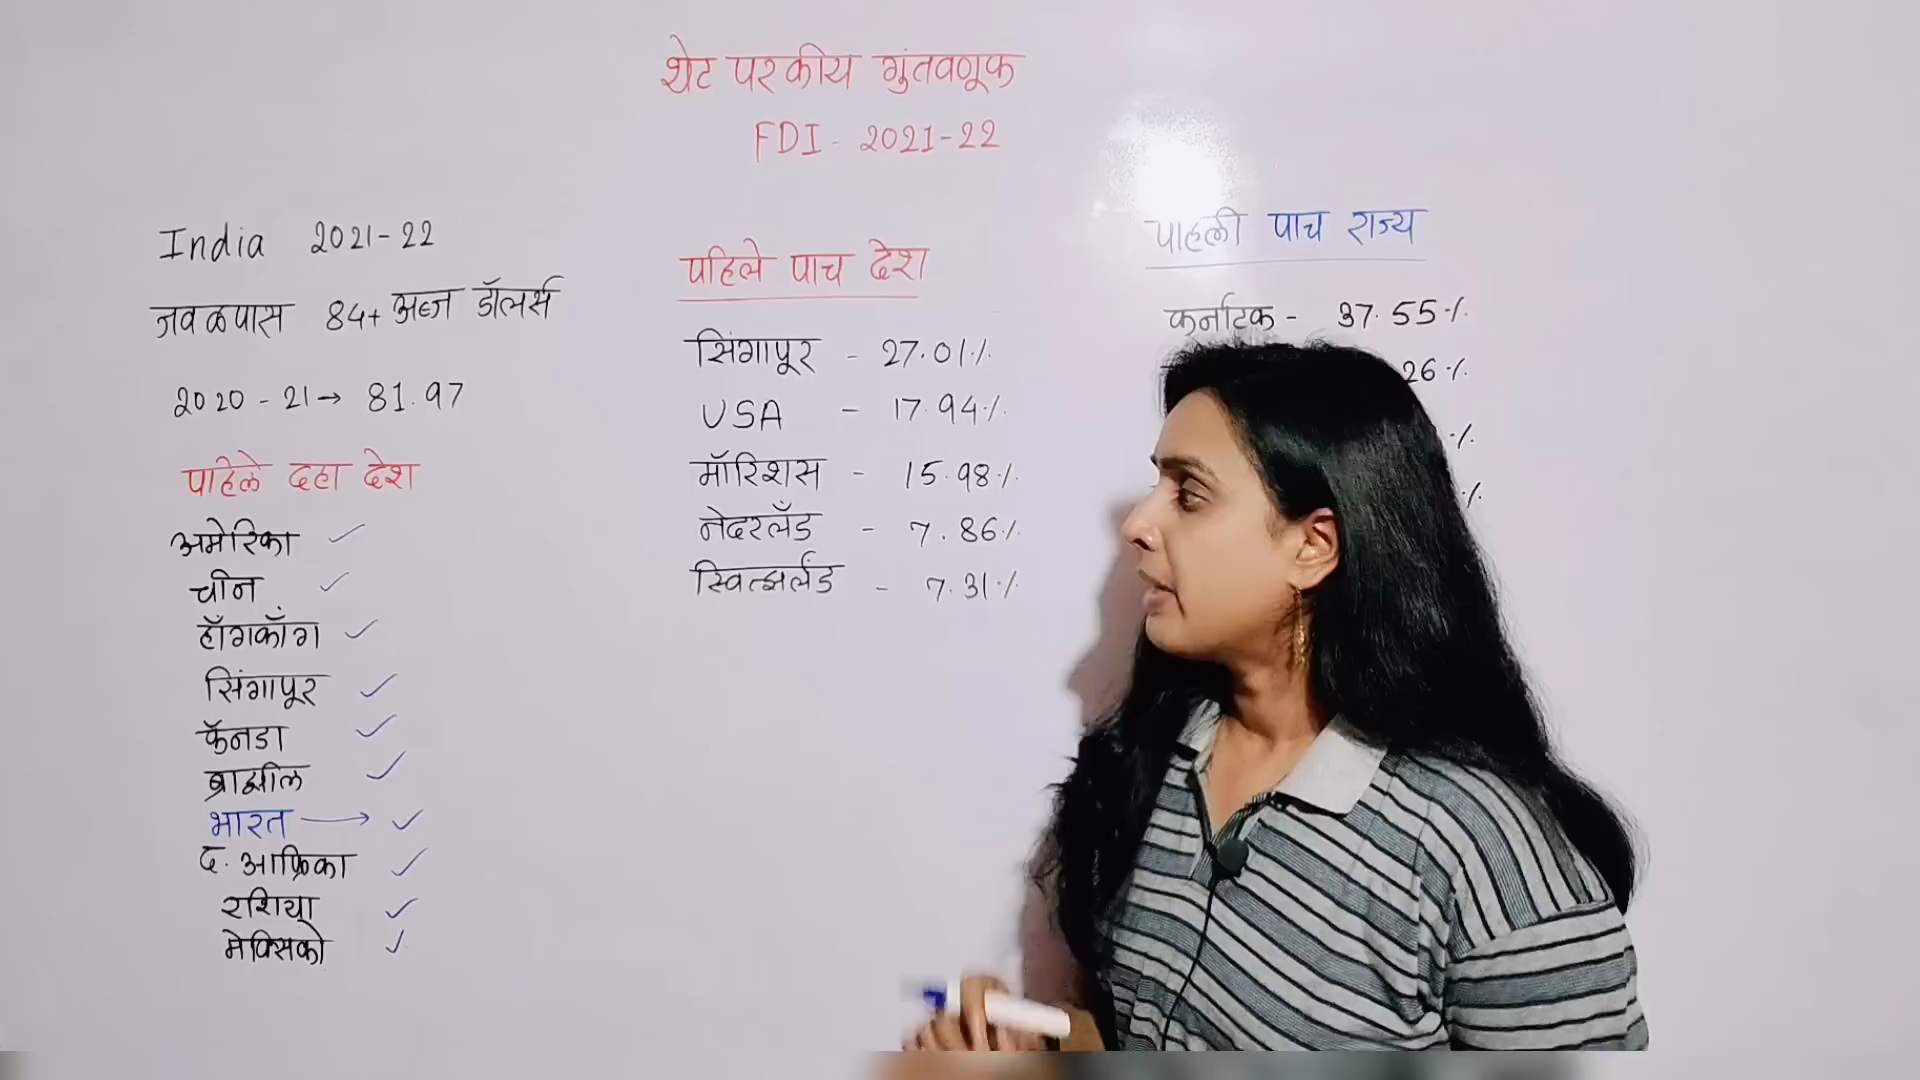 थेट परकीय गुंतवणूक
FDI - 2021-22
India 2021-22
जवळपास 84+ अब्ज डॉलर्स
2020-21→ 81.97
पहिले दहा देश
अमेरिका ✓
चीन ✓
हाँगकाँग ✓
सिंगापूर ✓
कॅनडा ✓
ब्राझील ✓
भारत → ✓
द. आफ्रिका ✓
रशिया ✓
मेक्सिको ✓
पहिले पाच देश
सिंगापूर - 27.01%
USA - 17.94%
मॉरिशस - 15.98%
नेदरलँड - 7.86%
स्वित्झर्लंड - 7.31%
पाहिली पाच राज्य
कर्नाटक - 37.55%
26%
%
%